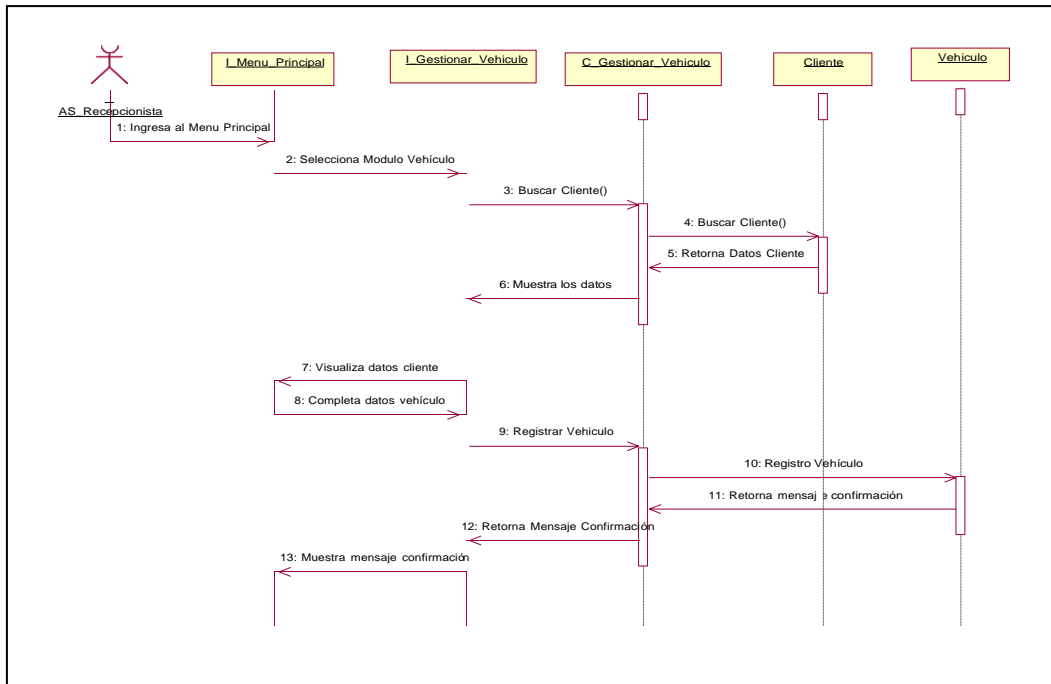 I_Menu_Principal
I_Gestionar_Vehiculo
C_Gestionar_Vehiculo
Cliente
Vehiculo
AS_Recepcionista
1: Ingresa al Menu Principal
2: Selecciona Modulo Vehículo
3: Buscar Cliente()
4: Buscar Cliente()
5: Retorna Datos Cliente
6: Muestra los datos
7: Visualiza datos cliente
8: Completa datos vehículo
9: Registrar Vehiculo
10: Registro Vehículo
11: Retorna mensaje confirmación
12: Retorna Mensaje Confirmación
13: Muestra mensaje confirmación